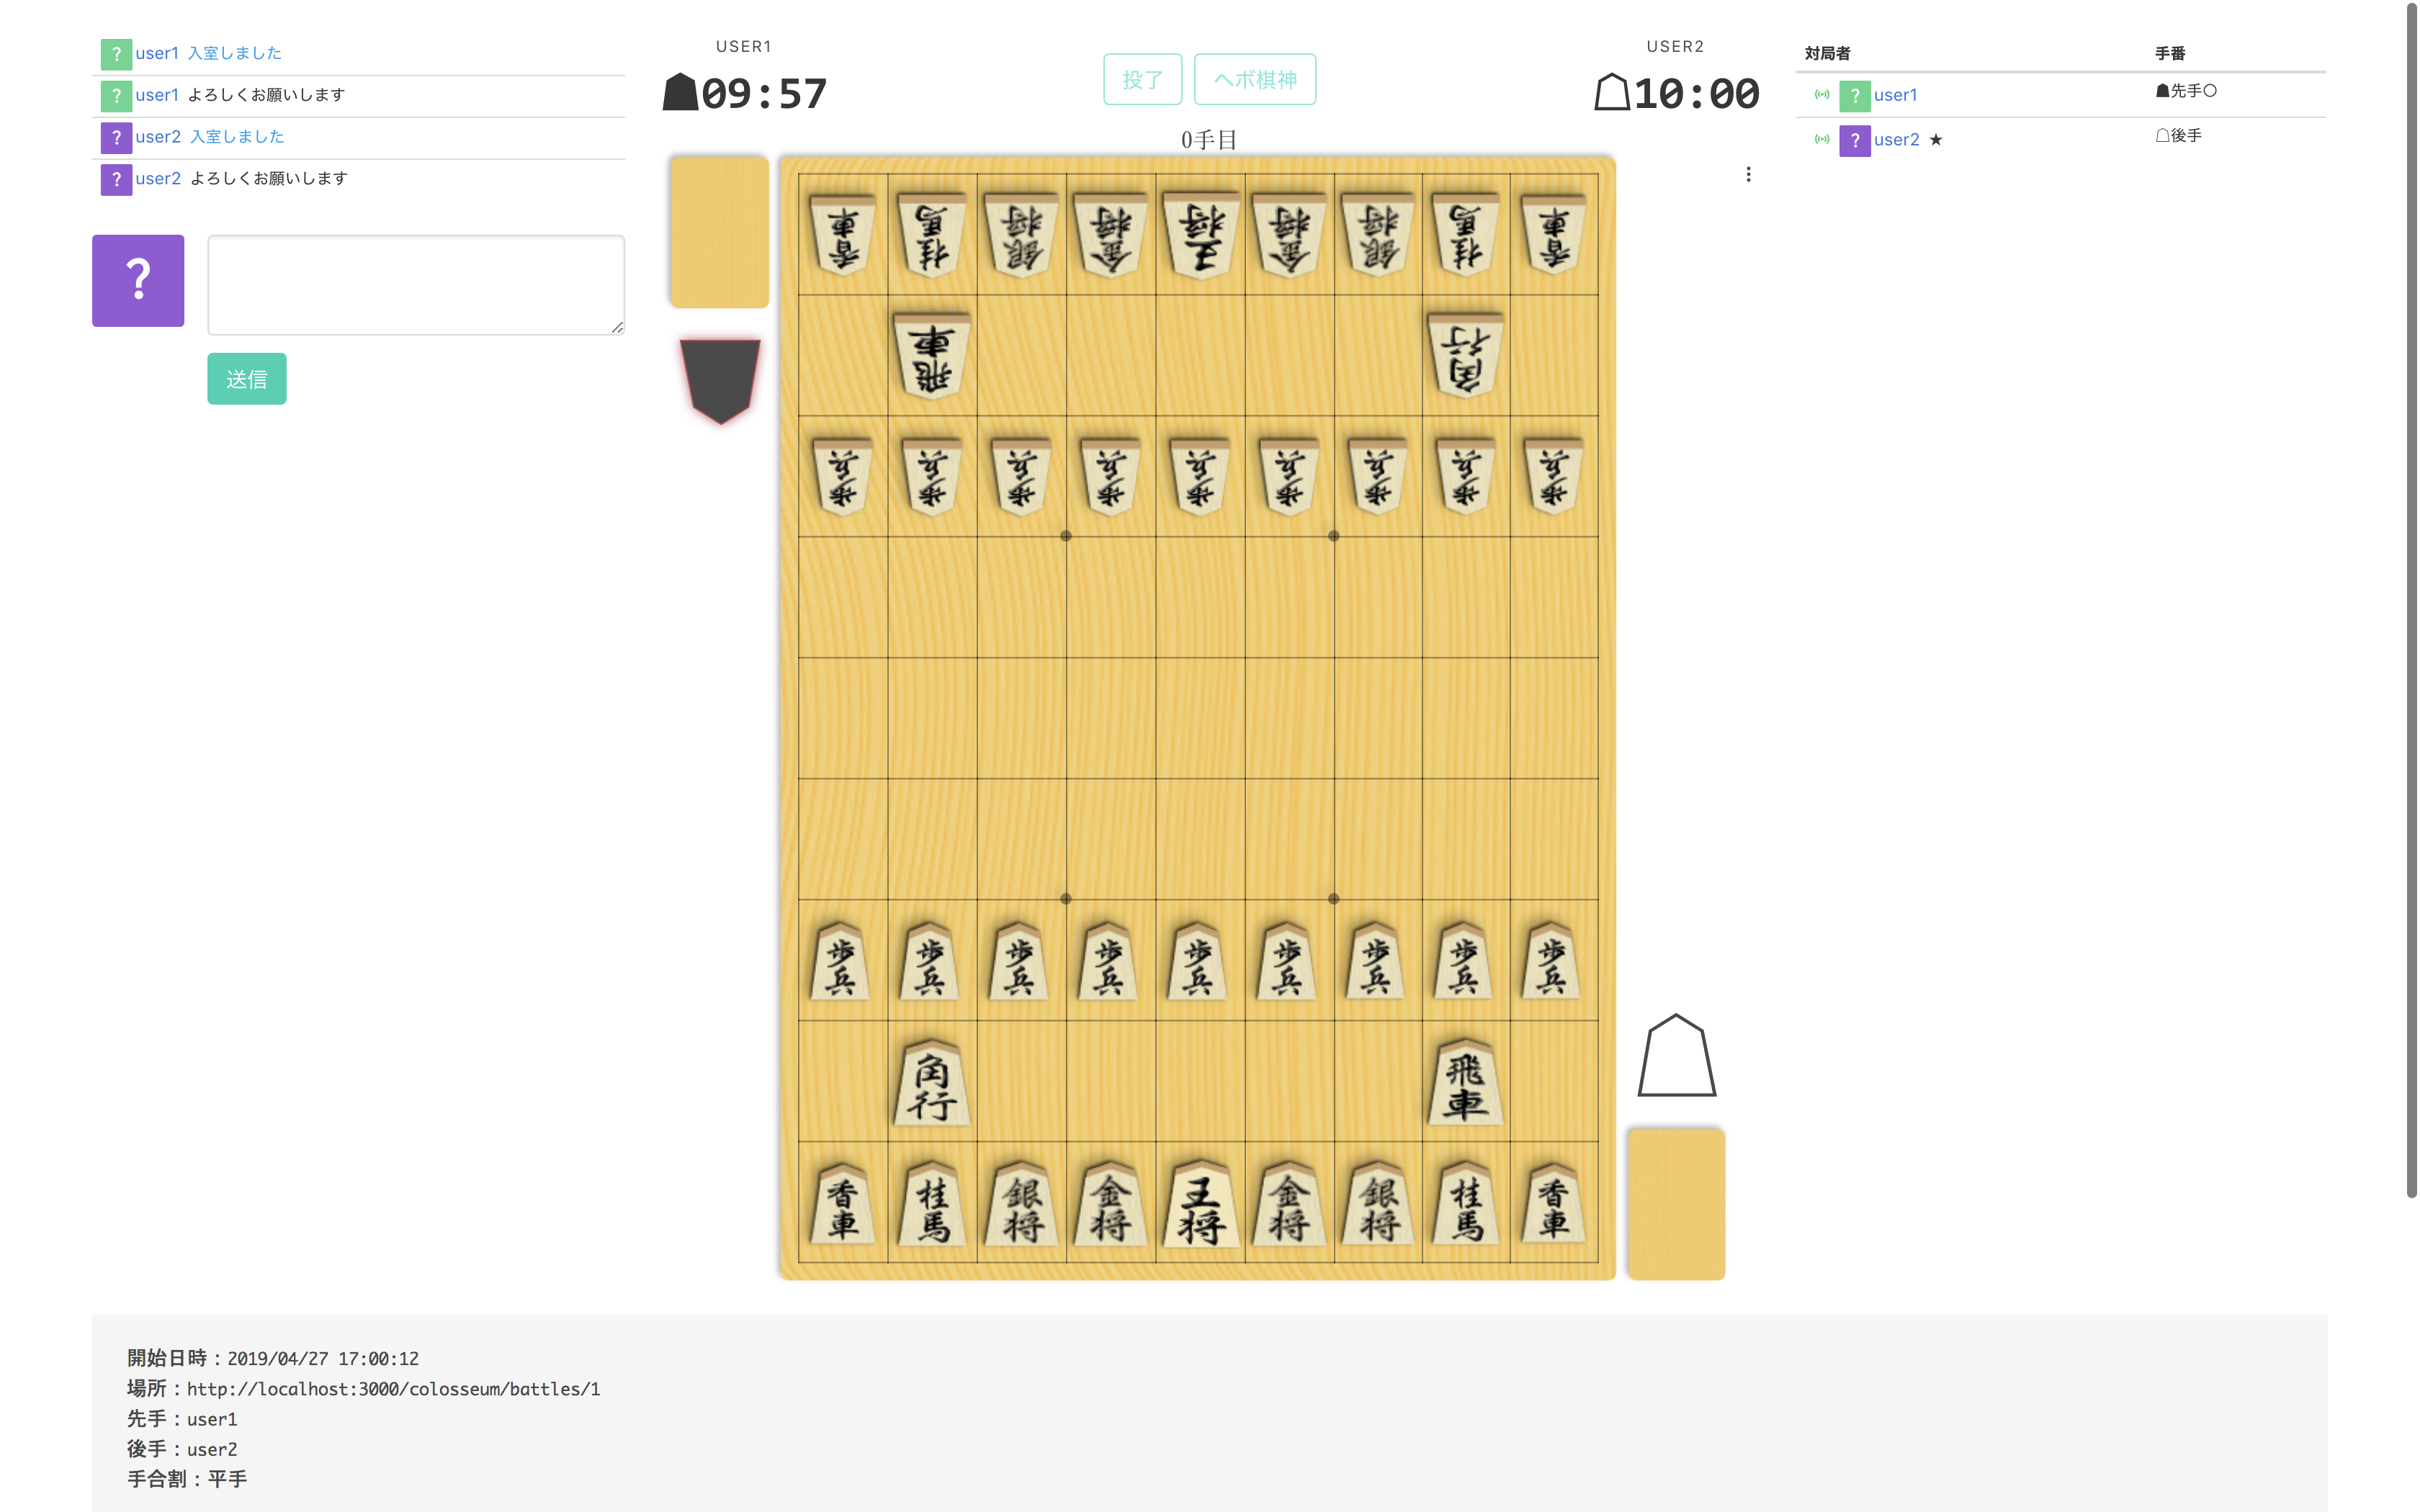 ? user1 入室しました
? user1 よろしくお願いします
? user2 入室しました
? user2 よろしくお願いします
?
送信
USER1
09:57
投了 ヘボ棋神
USER2
10:00
0手目
対局者 手番
? user1 ☗先手○
? user2 ★ ☖後手
香車 桂馬 銀将 金将 王将 金将 銀将 桂馬 香車
飛車 角行
歩兵 歩兵 歩兵 歩兵 歩兵 歩兵 歩兵 歩兵 歩兵
歩兵 歩兵 歩兵 歩兵 歩兵 歩兵 歩兵 歩兵 歩兵
角行 飛車
香車 桂馬 銀将 金将 王将 金将 銀将 桂馬 香車
開始日時：2019/04/27 17:00:12
場所：http://localhost:3000/colosseum/battles/1
先手：user1
後手：user2
手合割：平手